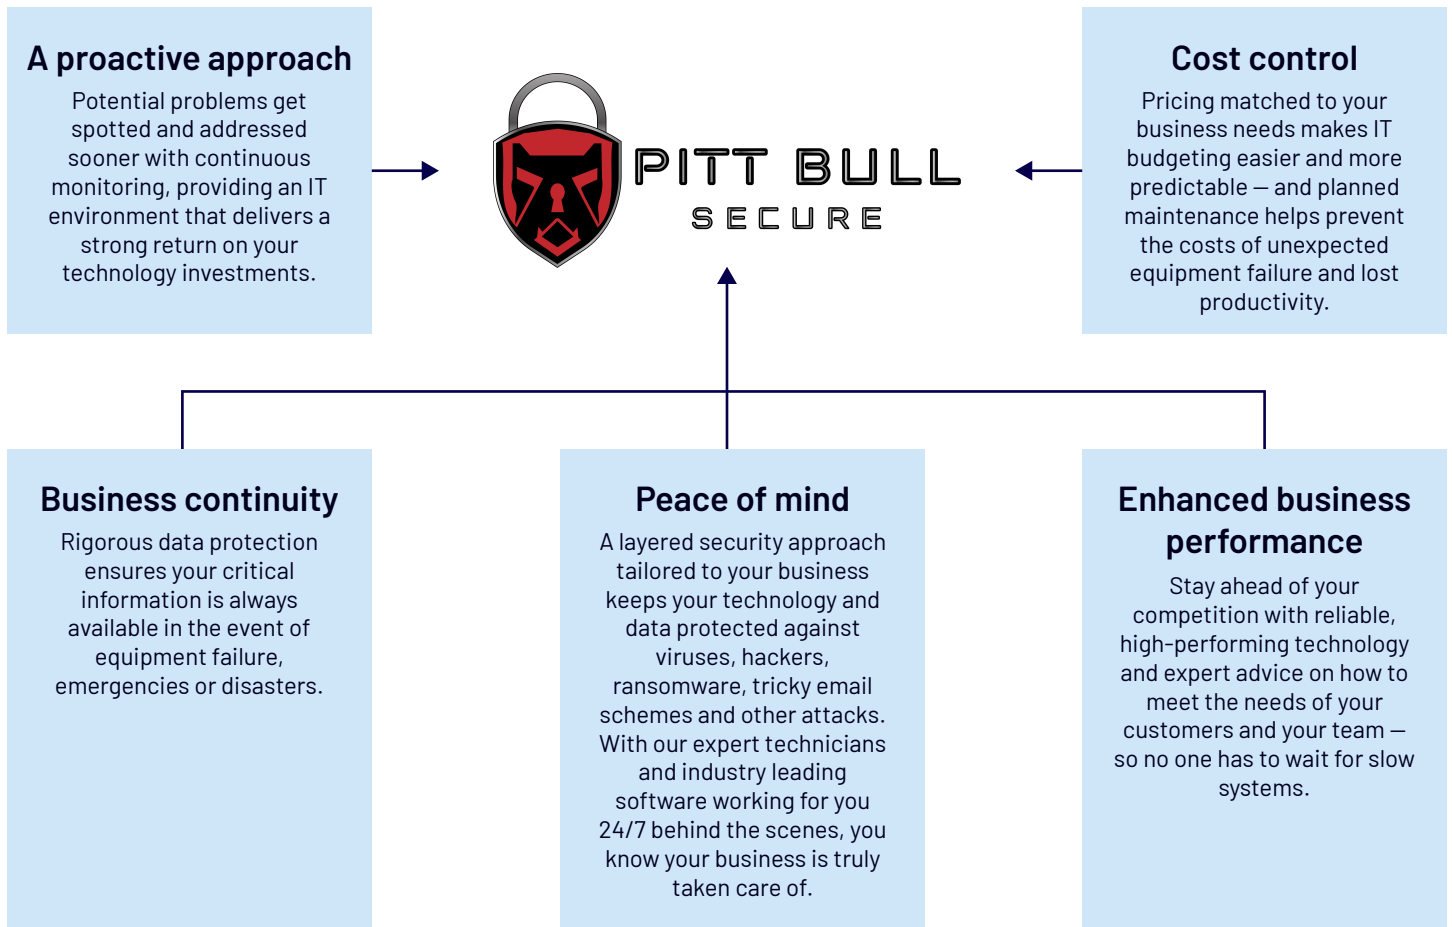 A proactive approach
Potential problems get
spotted and addressed
sooner with continuous
monitoring, providing an IT
environment that delivers a
strong return on your
technology investments.
PITT BULL
SECURE
Cost control
Pricing matched to your
business needs makes IT
budgeting easier and more
predictable — and planned
maintenance helps prevent
the costs of unexpected
equipment failure and lost
productivity.
Business continuity
Rigorous data protection
ensures your critical
information is always
available in the event of
equipment failure,
emergencies or disasters.
Peace of mind
A layered security approach
tailored to your business
keeps your technology and
data protected against
viruses, hackers,
ransomware, tricky email
schemes and other attacks.
With our expert technicians
and industry leading
software working for you
24/7 behind the scenes, you
know your business is truly
taken care of.
Enhanced business
performance
Stay ahead of your
competition with reliable,
high-performing technology
and expert advice on how to
meet the needs of your
customers and your team —
so no one has to wait for slow
systems.